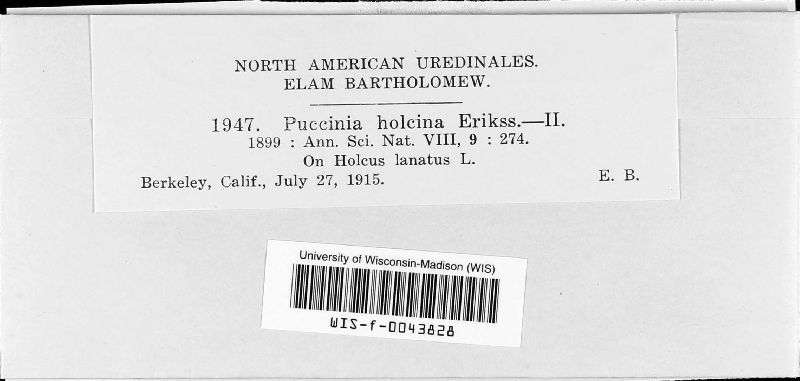 NORTH AMERICAN UREDINALES.
ELAM BARTHOLOMEW.
1947. Puccinia holcina Erikss.—II.
1899 : Ann. Sci. Nat. VIII, 9 : 274.
On Holcus lanatus L.
Berkeley, Calif., July 27, 1915. E. B.
University of Wisconsin-Madison (WIS)
WIS-f-0043828